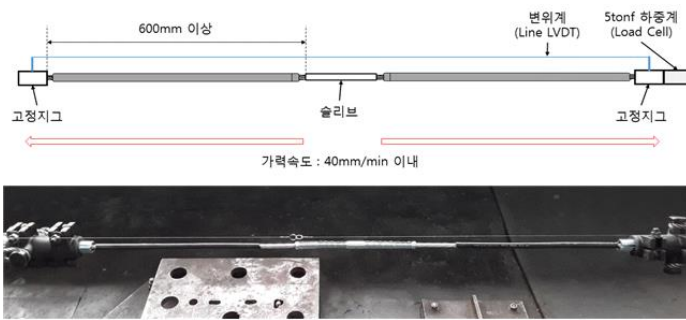 600mm 이상
변위계
(Line LVDT)
5tonf 하중계
(Load Cell)
고정지그
슬리브
고정지그
가력속도 : 40mm/min 이내